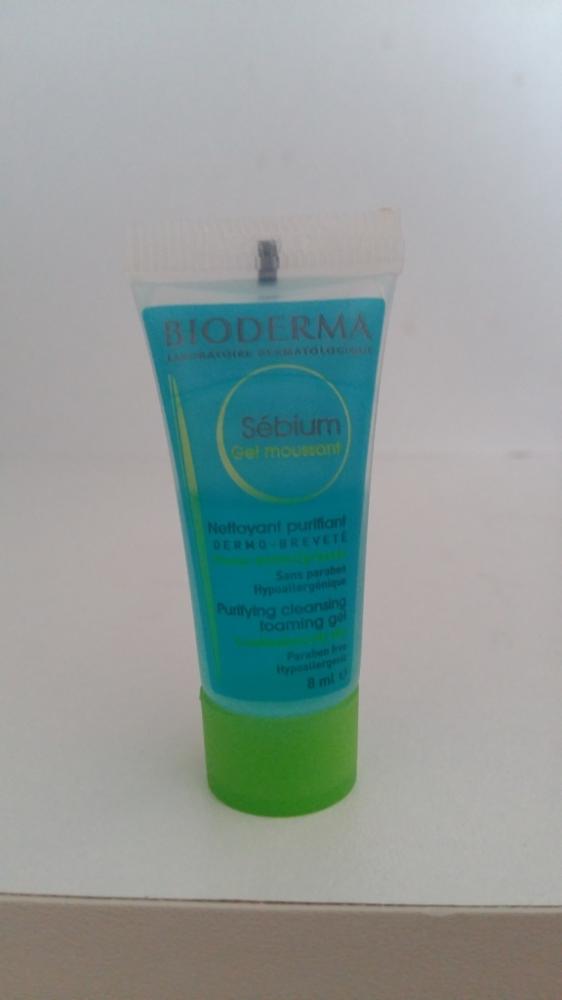 BIODERMA
LABORATOIRE DERMATOLOGIQUE
Sébium
Gel moussant
Nettoyant purifiant
DERMO-BREVETÉ
Sans paraben
Hypoallergénique
Purifying cleansing
foaming gel
Paraben free
Hypoallergenic
8 ml